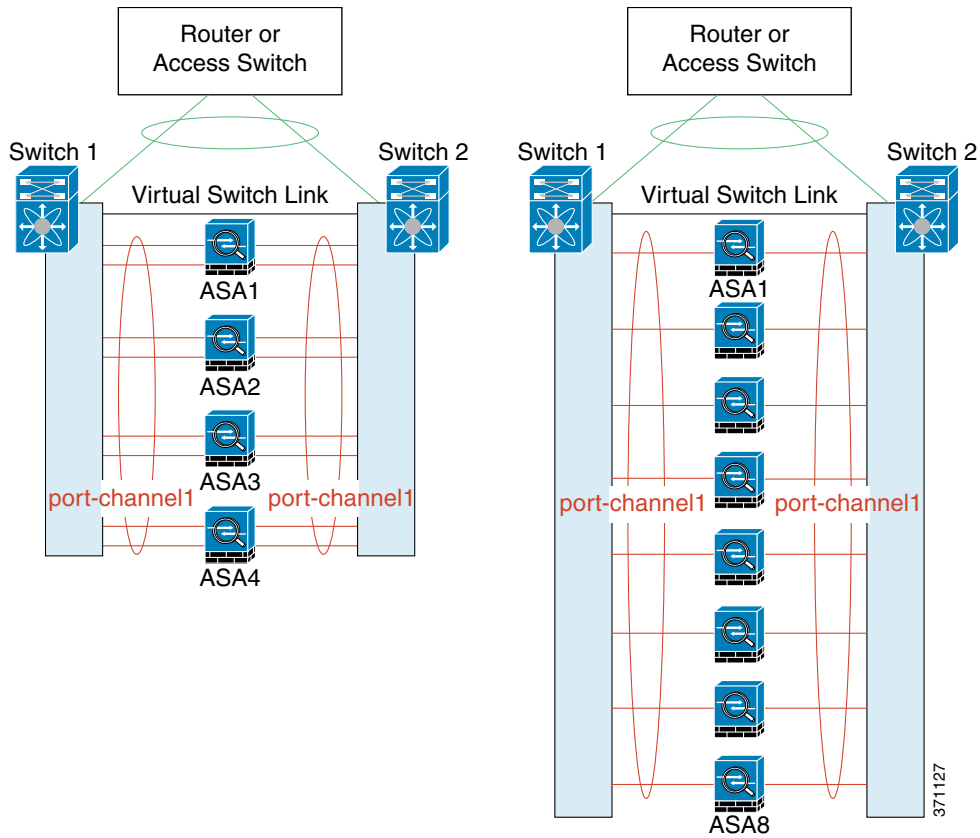 Router or
Access Switch
Switch 1
Switch 2
Virtual Switch Link
ASA1
ASA2
ASA3
port-channel1
port-channel1
ASA4
Router or
Access Switch
Switch 1
Switch 2
Virtual Switch Link
ASA1
port-channel1
port-channel1
ASA8
371127